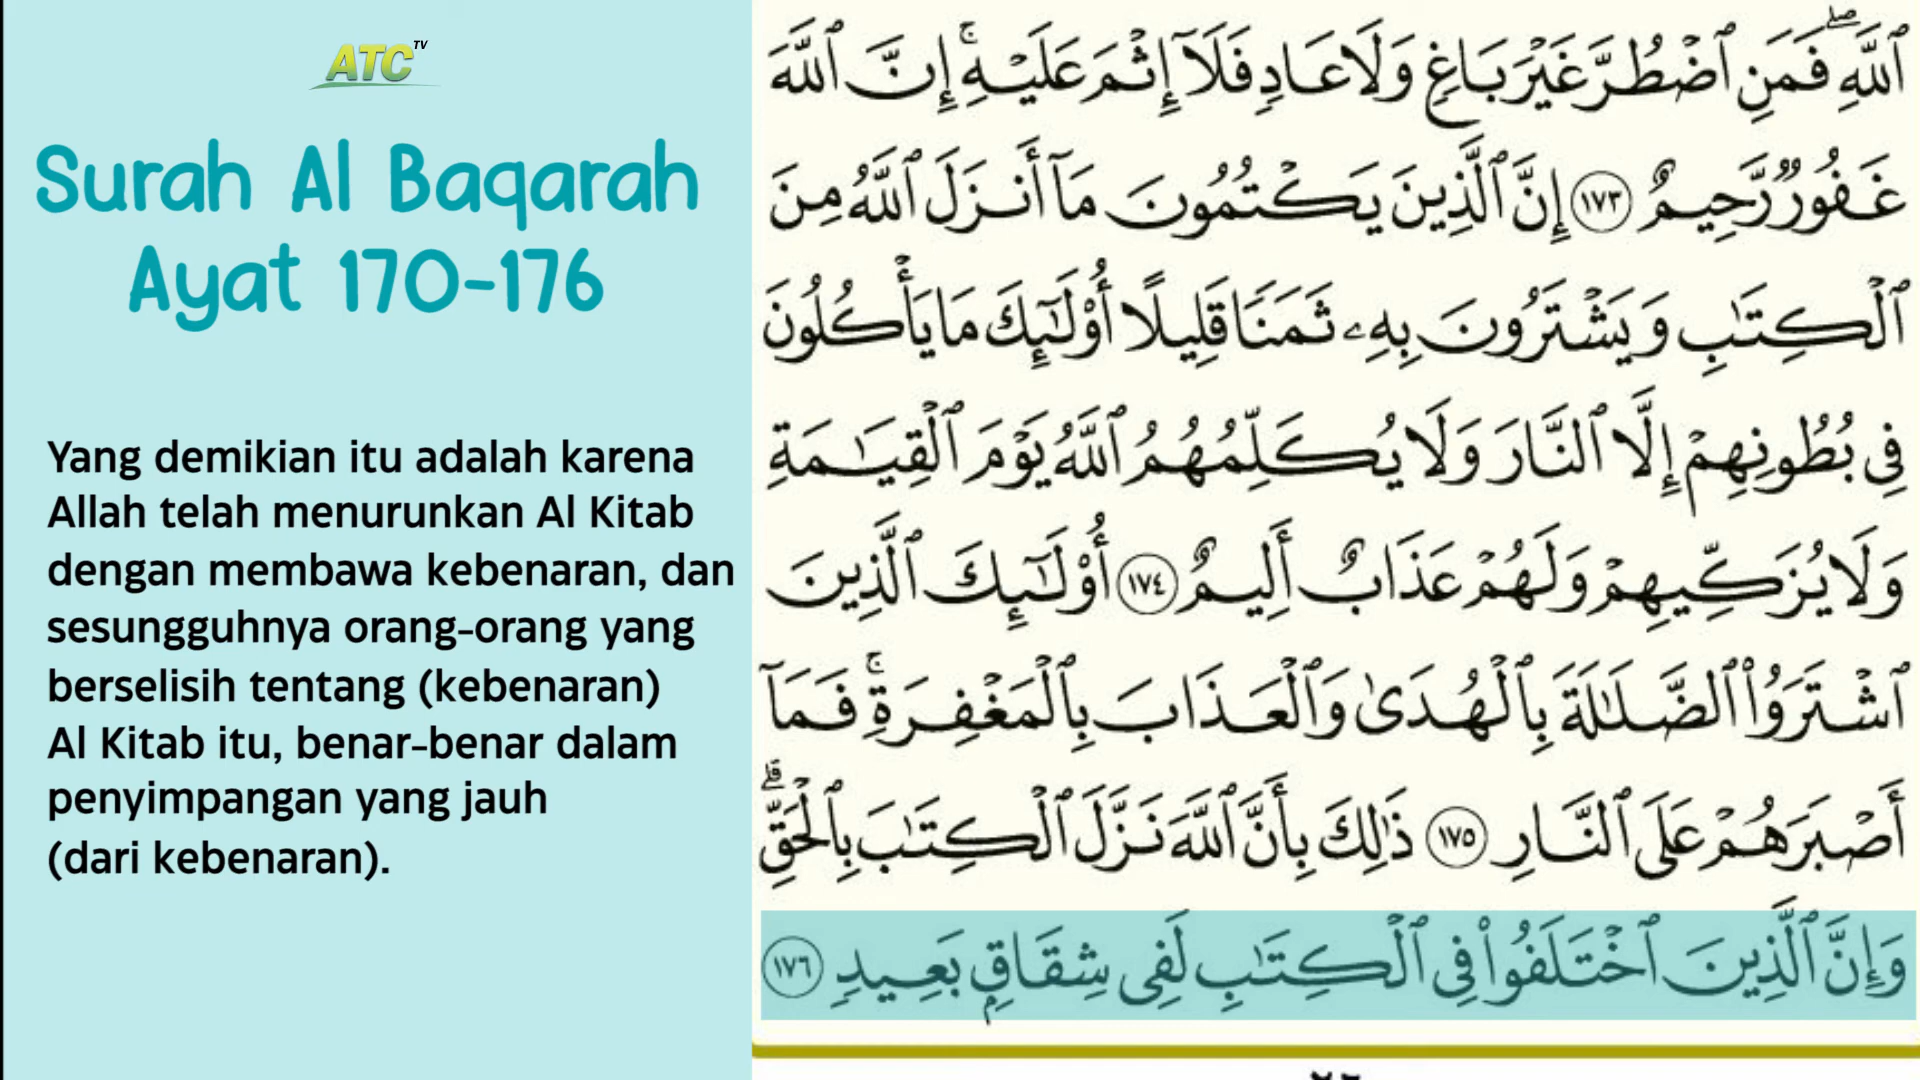 ATC TV
Surah Al Baqarah
Ayat 170-176
Yang demikian itu adalah karena
Allah telah menurunkan Al Kitab
dengan membawa kebenaran, dan
sesungguhnya orang-orang yang
berselisih tentang (kebenaran)
Al Kitab itu, benar-benar dalam
penyimpangan yang jauh
(dari kebenaran).
ٱللَّهِۖ فَمَنِ ٱضْطُرَّ غَيْرَ بَاغٍ وَلَا عَادٍ فَلَآ إِثْمَ عَلَيْهِۚ إِنَّ ٱللَّهَ
غَفُورٌ رَّحِيمٌ ١٧٣ إِنَّ ٱلَّذِينَ يَكْتُمُونَ مَآ أَنزَلَ ٱللَّهُ مِنَ
ٱلْكِتَٰبِ وَيَشْتَرُونَ بِهِۦ ثَمَنًا قَلِيلًا أُو۟لَٰٓئِكَ مَا يَأْكُلُونَ
فِى بُطُونِهِمْ إِلَّا ٱلنَّارَ وَلَا يُكَلِّمُهُمُ ٱللَّهُ يَوْمَ ٱلْقِيَٰمَةِ
وَلَا يُزَكِّيهِمْ وَلَهُمْ عَذَابٌ أَلِيمٌ ١٧٤ أُو۟لَٰٓئِكَ ٱلَّذِينَ
ٱشْتَرَوُا۟ ٱلضَّلَٰلَةَ بِٱلْهُدَىٰ وَٱلْعَذَابَ بِٱلْمَغْفِرَةِۚ فَمَآ
أَصْبَرَهُمْ عَلَى ٱلنَّارِ ١٧٥ ذَٰلِكَ بِأَنَّ ٱللَّهَ نَزَّلَ ٱلْكِتَٰبَ بِٱلْحَقِّۗ
وَإِنَّ ٱلَّذِينَ ٱخْتَلَفُوا۟ فِى ٱلْكِتَٰبِ لَفِى شِقَاقٍۭ بَعِيدٍ ١٧٦